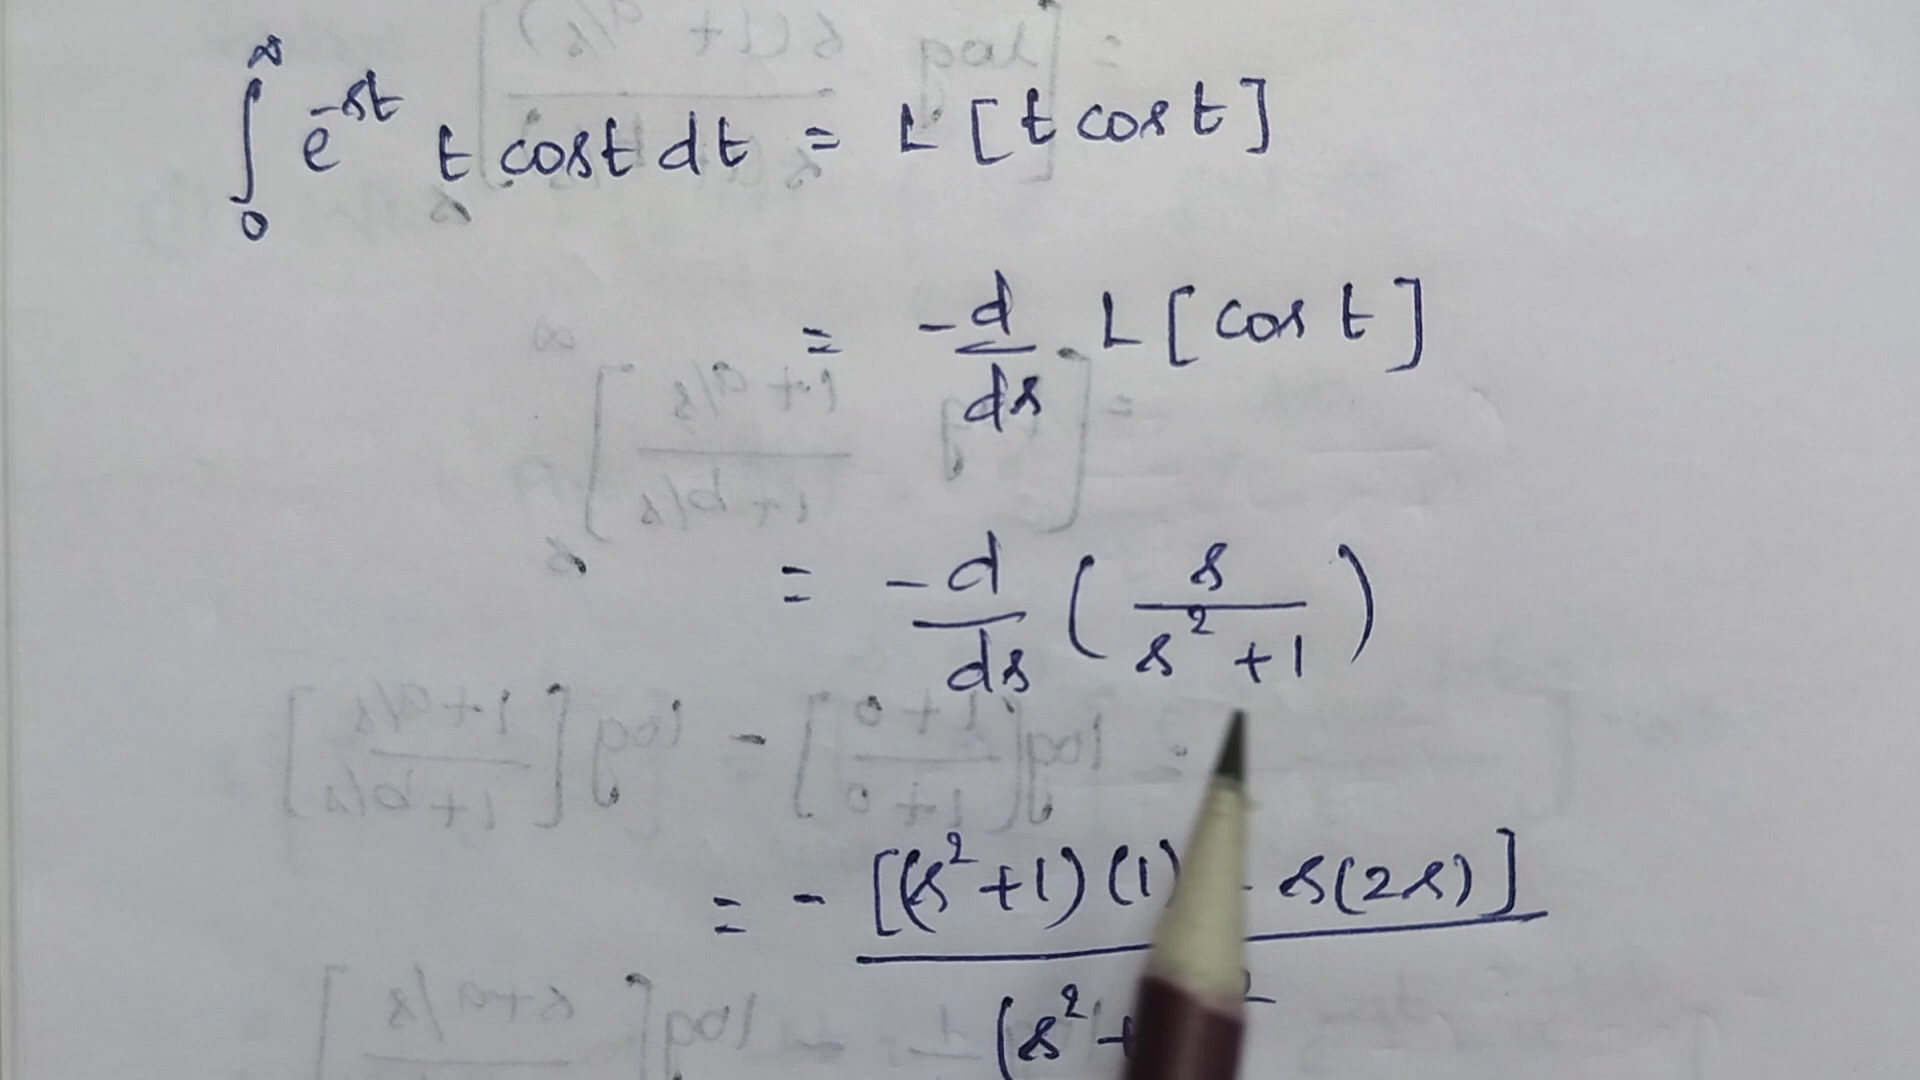 ∫₀^∞ e^{-st} t cost dt = L [t cos t]
= -d/ds L [cos t]
= -d/ds ( s / s² + 1 )
= - [(s²+1)(1) - s(2s)] / (s²+